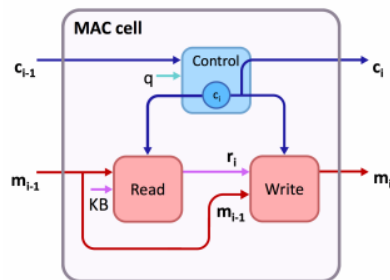 MAC cell
Control
c_{i-1}
c_i
q
c_i
r_i
m_{i-1}
m_i
Read
Write
KB
m_{i-1}